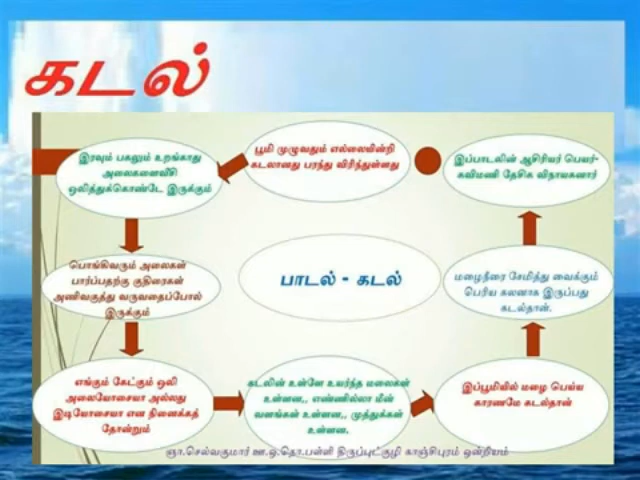 கடல்
பூமி முழுவதும் எல்லையின்றி
கடலானது பரந்து விரிந்துள்ளது
இரவும் பகலும் உறங்காது
அலைகளைவீசி
ஒலித்துக்கொண்டே இருக்கும்
பொங்கிவரும் அலைகள்
பார்ப்பதற்கு குதிரைகள்
அணிவகுத்து வருவதைப்போல்
இருக்கும்
எங்கும் கேட்கும் ஒலி
அலையோசையா அல்லது
இடியோசையா என நினைக்கத்
தோன்றும்
கடலின் உள்ளே உயர்ந்த மலைகள்
உள்ளன,, எண்ணில்லா மீன்
வளங்கள் உள்ளன,, முத்துக்கள்
உள்ளன.
இப்பூமியில் மழை பெய்ய
காரணமே கடல்தான்
மழைநீரை சேமித்து வைக்கும்
பெரிய கலனாக இருப்பது
கடல்தான்.
இப்பாடலின் ஆசிரியர் பெயர்-
கவிமணி தேசிக விநாயகனார்
பாடல் - கடல்
ஞா.செல்வகுமார் ஊ.ஒ.தொ.பள்ளி திருப்புட்குழி காஞ்சிபுரம் ஒன்றியம்